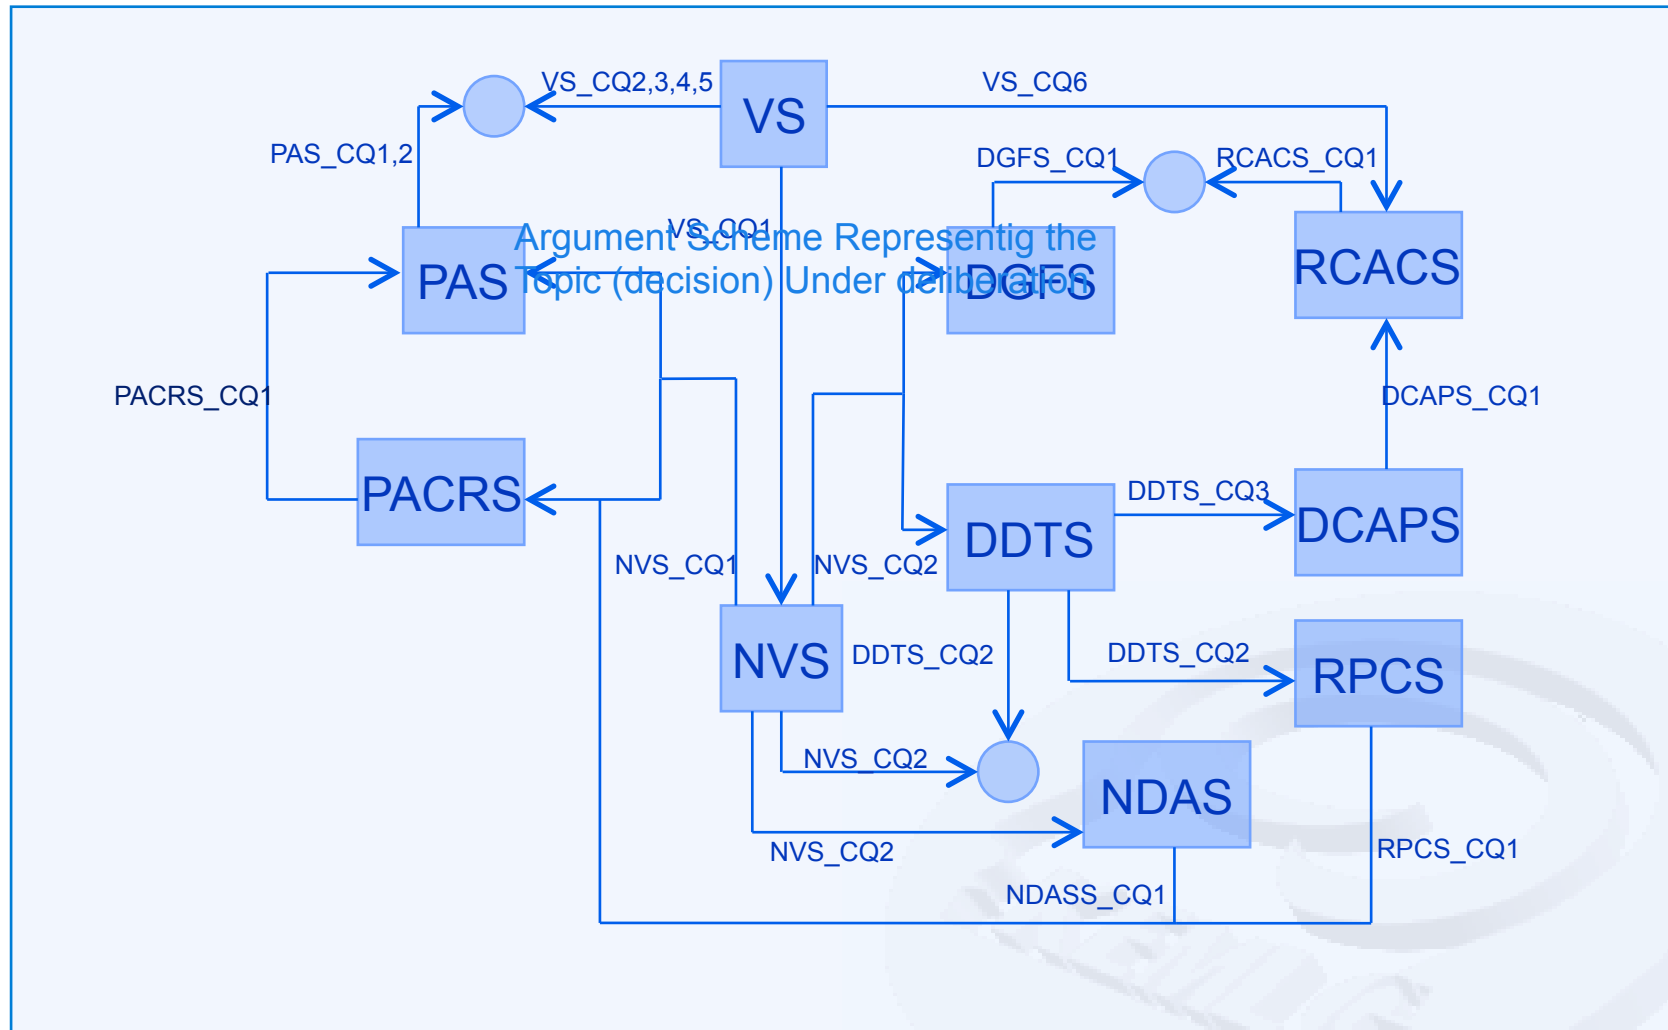 VS_CQ2,3,4,5
VS
VS_CQ6
PAS_CQ1,2
DGFS_CQ1
RCACS_CQ1
VS_CQ1
Argument Scheme Representig the
Topic (decision) Under deliberation
PAS
DGFS
RCACS
PACRS_CQ1
DCAPS_CQ1
PACRS
DDTS_CQ3
DCAPS
DDTS
NVS_CQ1
NVS_CQ2
NVS
DDTS_CQ2
DDTS_CQ2
RPCS
NVS_CQ2
NDAS
NVS_CQ2
RPCS_CQ1
NDASS_CQ1